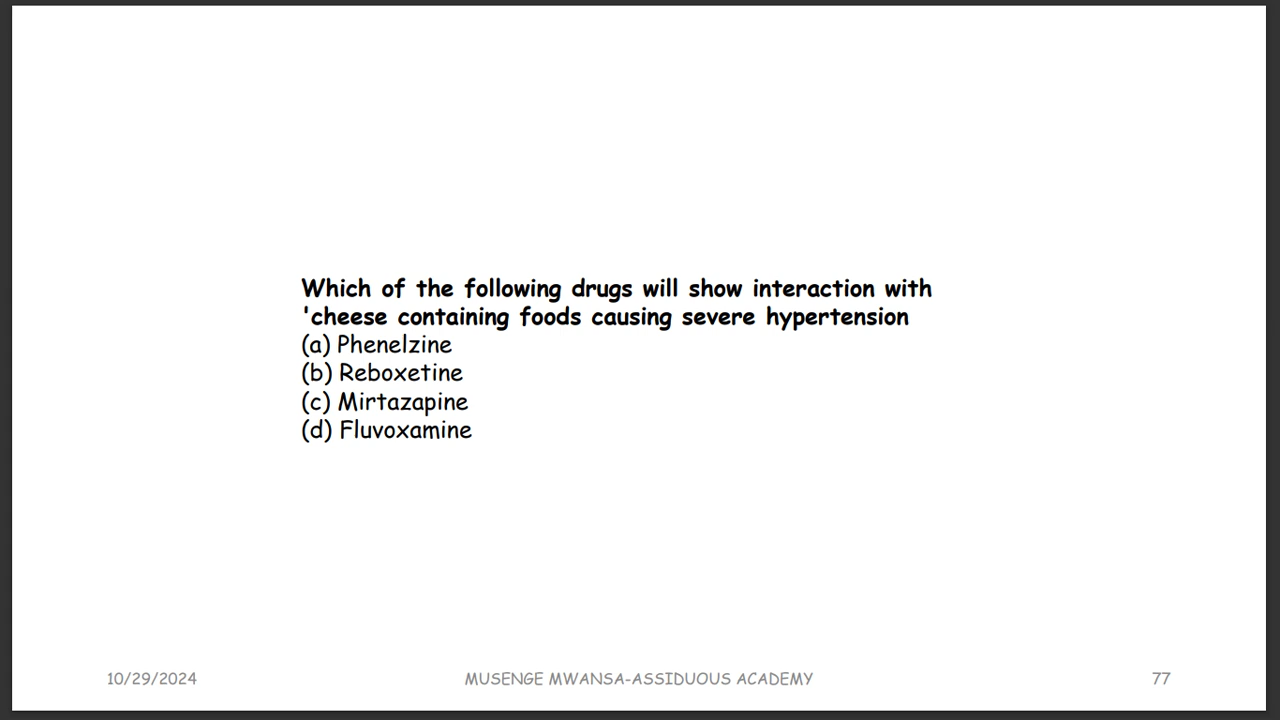 Which of the following drugs will show interaction with
'cheese containing foods causing severe hypertension
(a) Phenelzine
(b) Reboxetine
(c) Mirtazapine
(d) Fluvoxamine
10/29/2024
MUSENGE MWANSA-ASSIDUOUS ACADEMY
77